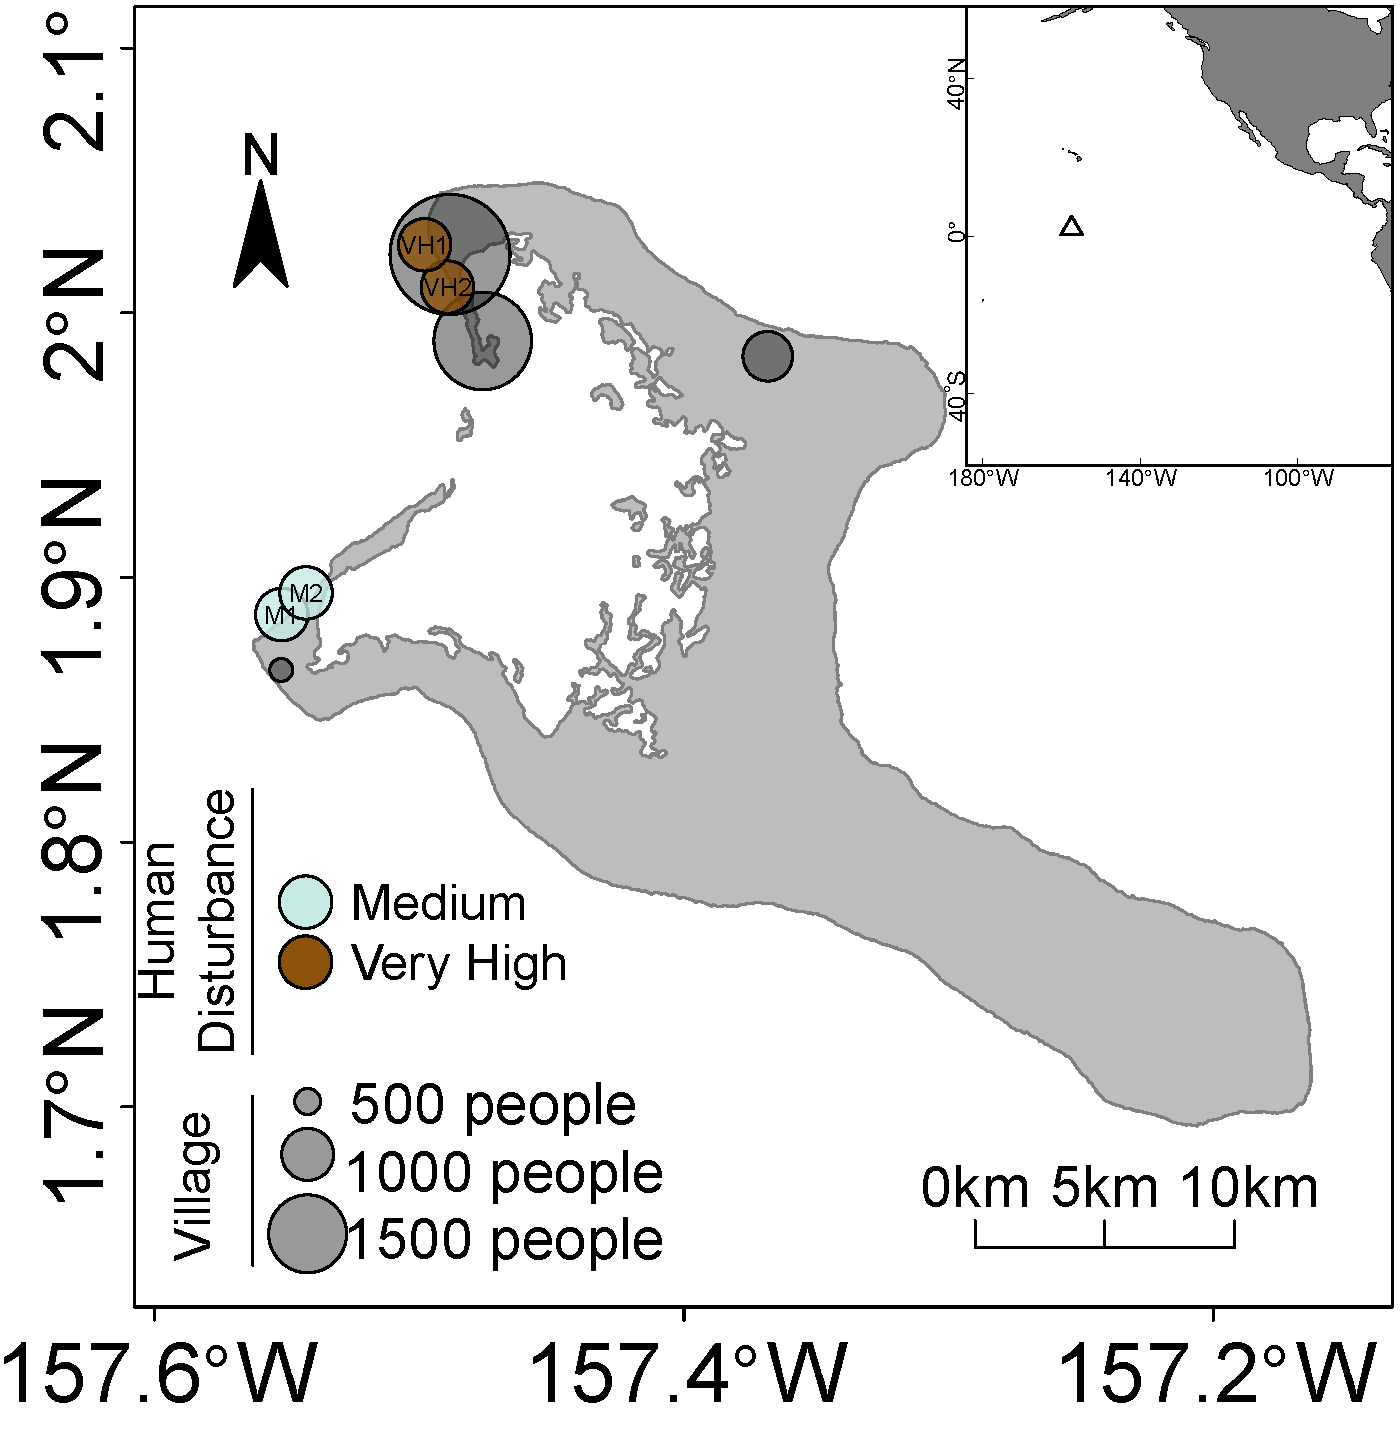 2.1°
2°N
1.9°N
1.8°N
1.7°N
157.6°W
157.4°W
157.2°W
N
VH1
VH2
M2
M1
40°N
0°
40°S
180°W
140°W
100°W
Human
Disturbance
Medium
Very High
Village
500 people
1000 people
1500 people
0km 5km 10km